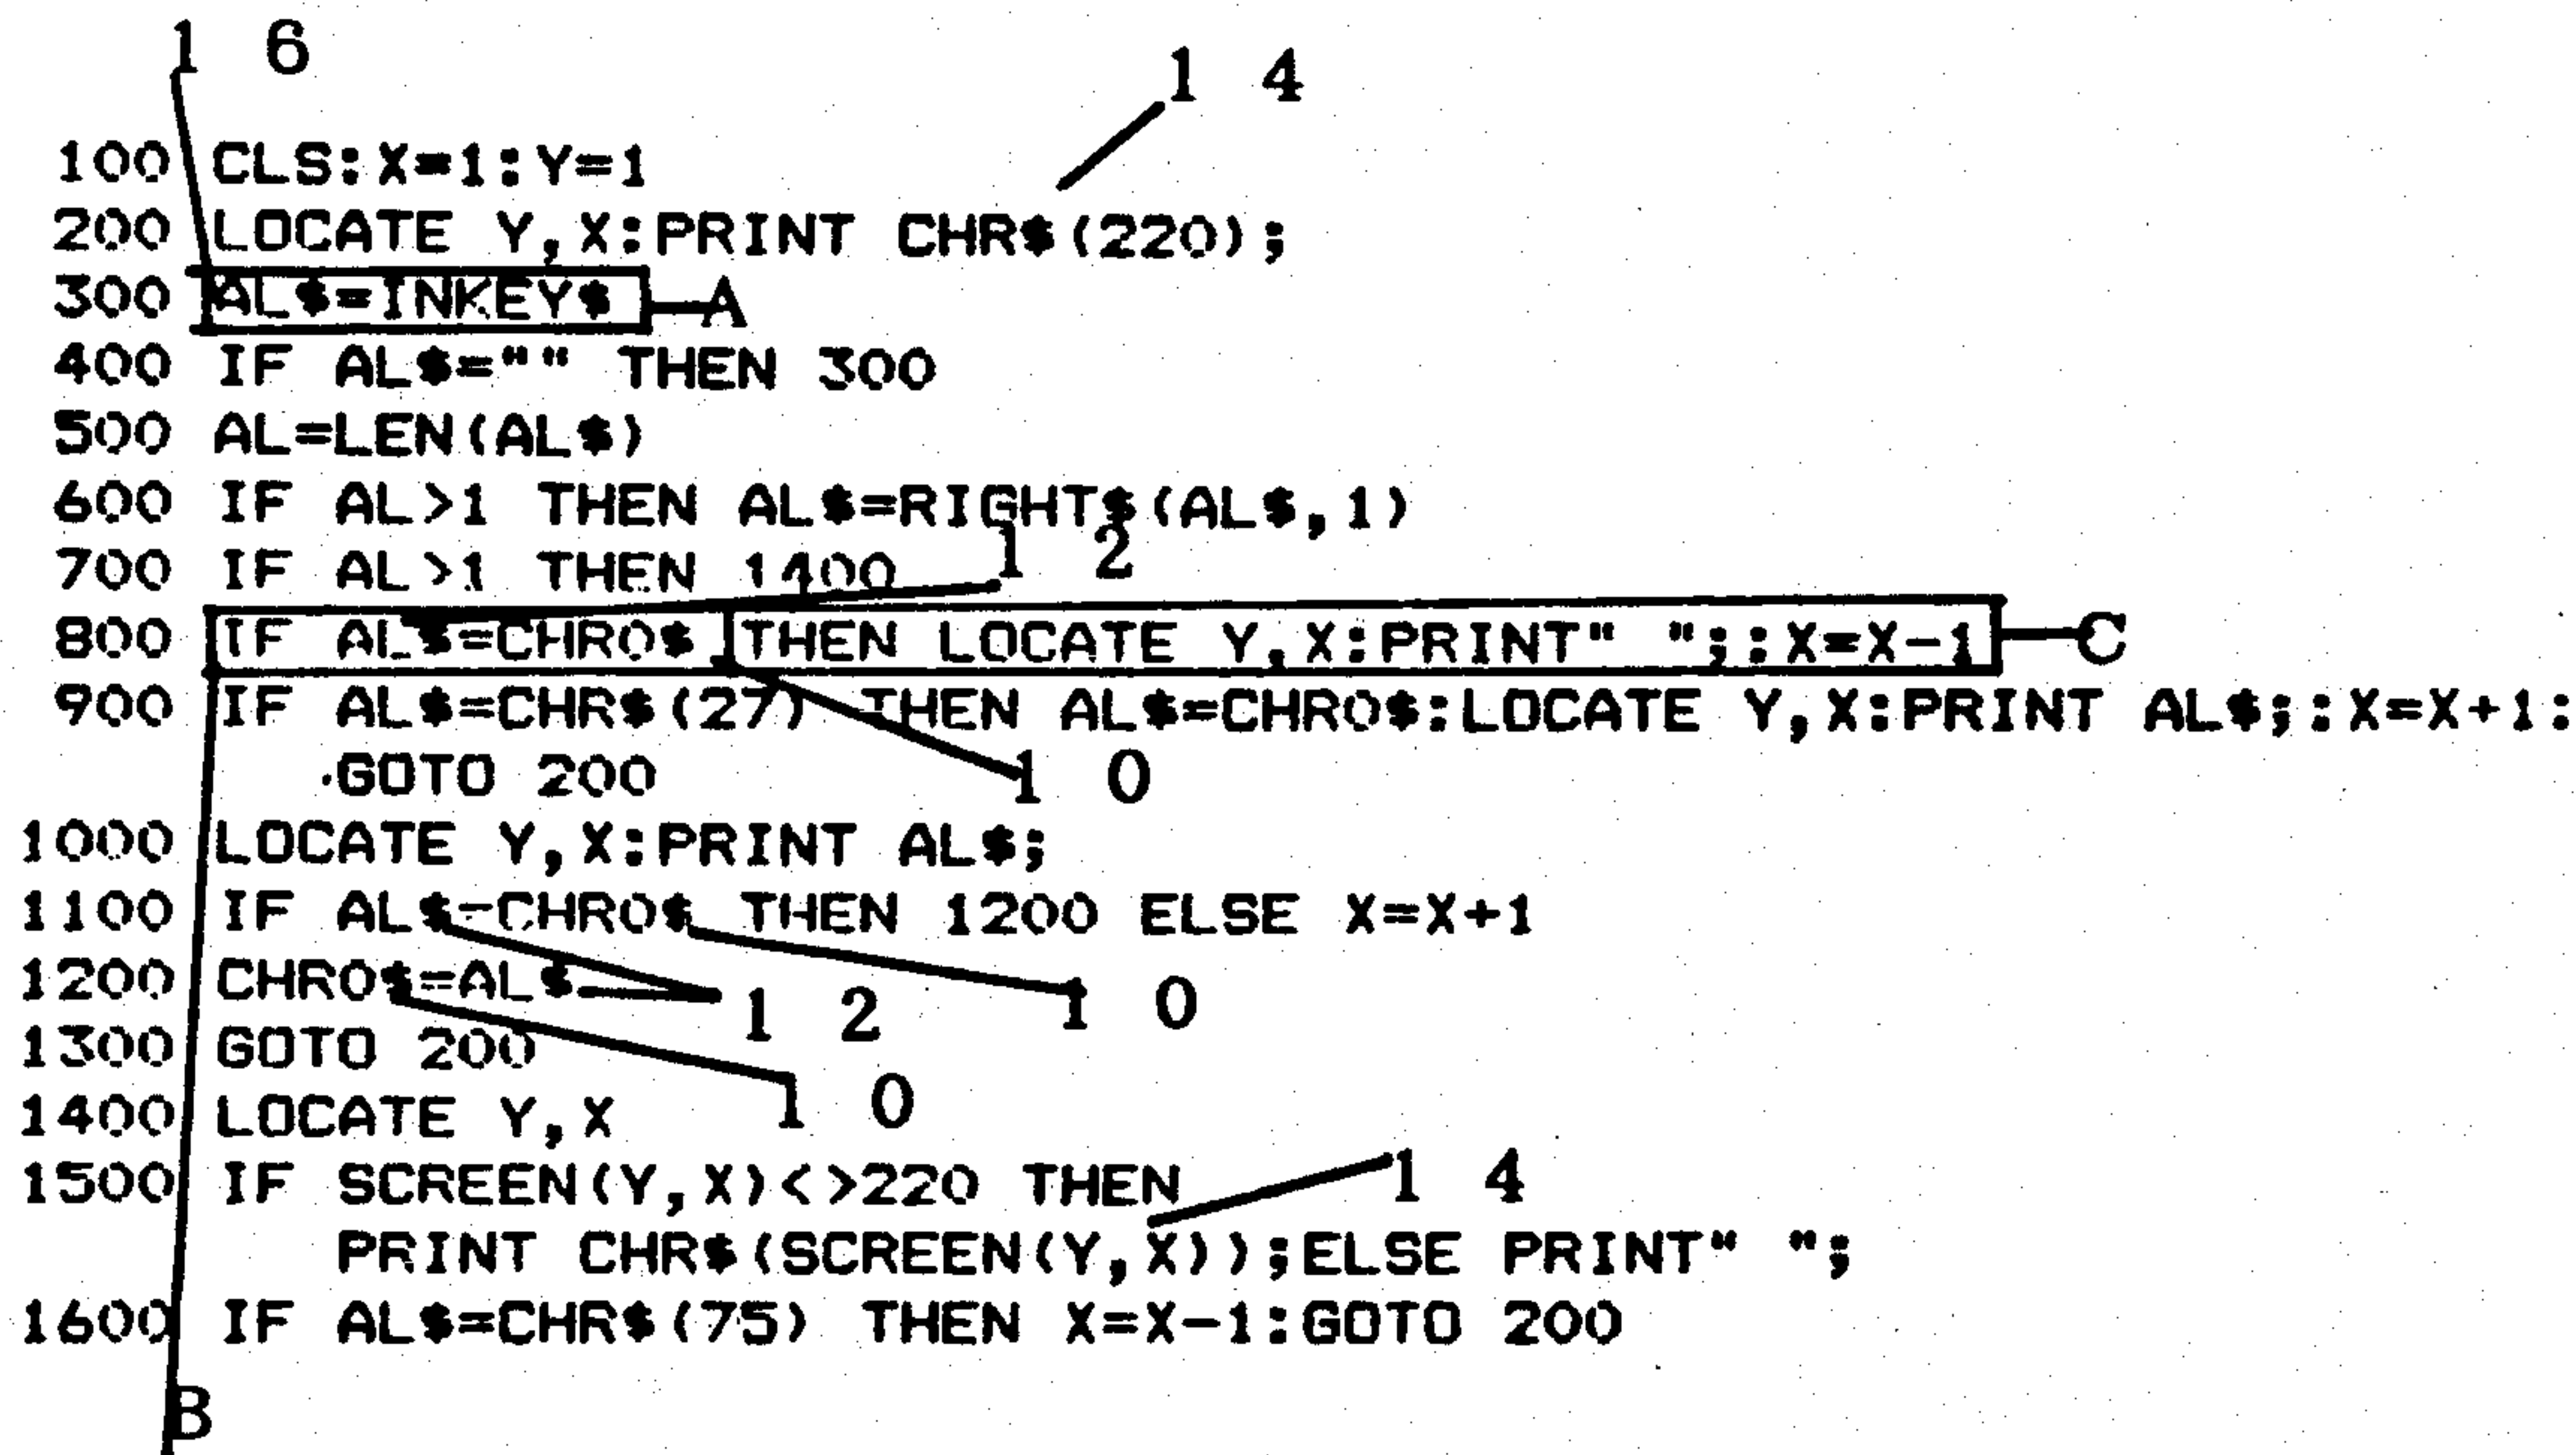 1 6
1 4
100 CLS:X=1:Y=1
200 LOCATE Y,X:PRINT CHR$(220);
300 AL$=INKEY$ A
400 IF AL$="" THEN 300
500 AL=LEN(AL$)
600 IF AL>1 THEN AL$=RIGHT$(AL$,1)
700 IF AL>1 THEN 1400
1 2
800 IF AL$=CHRO$ THEN LOCATE Y,X:PRINT" ";:X=X-1 C
900 IF AL$=CHR$(27) THEN AL$=CHRO$:LOCATE Y,X:PRINT AL$;:X=X+1:
GOTO 200
1 0
1000 LOCATE Y,X:PRINT AL$;
1100 IF AL$=CHRO$ THEN 1200 ELSE X=X+1
1200 CHRO$=AL$
1 2
1 0
1300 GOTO 200
1 0
1400 LOCATE Y,X
1500 IF SCREEN(Y,X)<>220 THEN
1 4
PRINT CHR$(SCREEN(Y,X));ELSE PRINT" ";
1600 IF AL$=CHR$(75) THEN X=X-1:GOTO 200
B